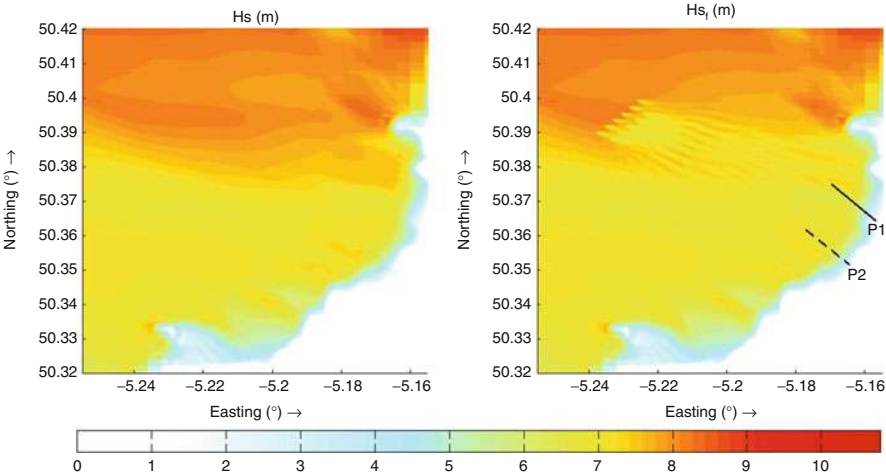 Hs (m)
50.42
50.41
50.4
50.39
50.38
50.37
50.36
50.35
50.34
50.33
50.32
Northing (°) →
−5.24 −5.22 −5.2 −5.18 −5.16
Easting (°) →
Hsf (m)
50.42
50.41
50.4
50.39
50.38
50.37
50.36
50.35
50.34
50.33
50.32
Northing (°) →
P1
P2
−5.24 −5.22 −5.2 −5.18 −5.16
Easting (°) →
0 1 2 3 4 5 6 7 8 9 10